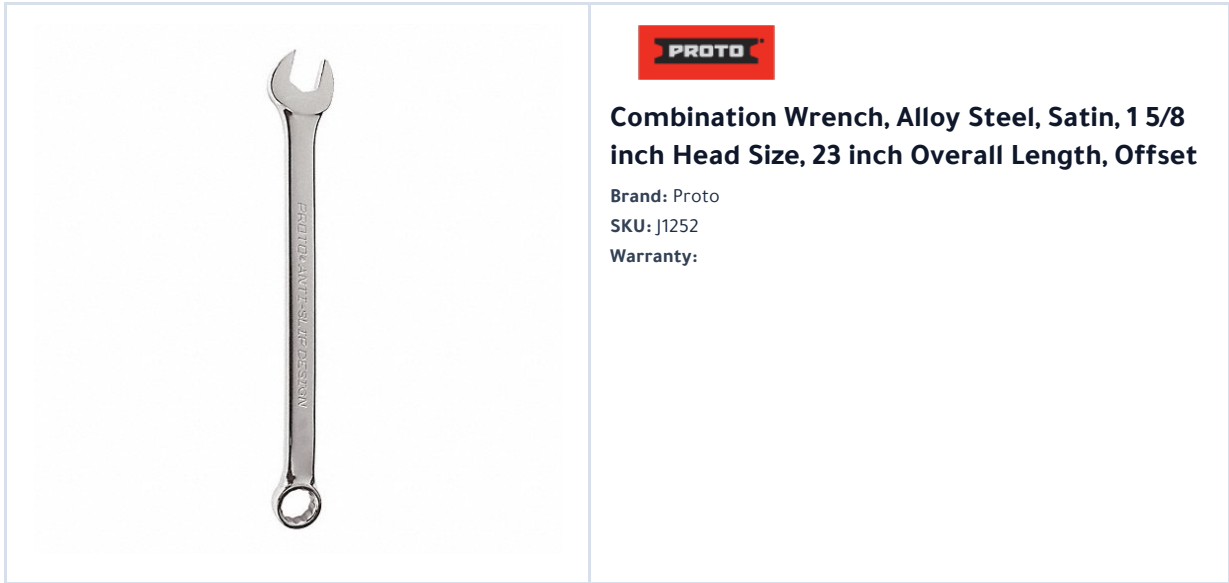 PROTO
Combination Wrench, Alloy Steel, Satin, 1 5/8
inch Head Size, 23 inch Overall Length, Offset
Brand: Proto
SKU: J1252
Warranty:
PROTO® ANTI-SLIP DESIGN